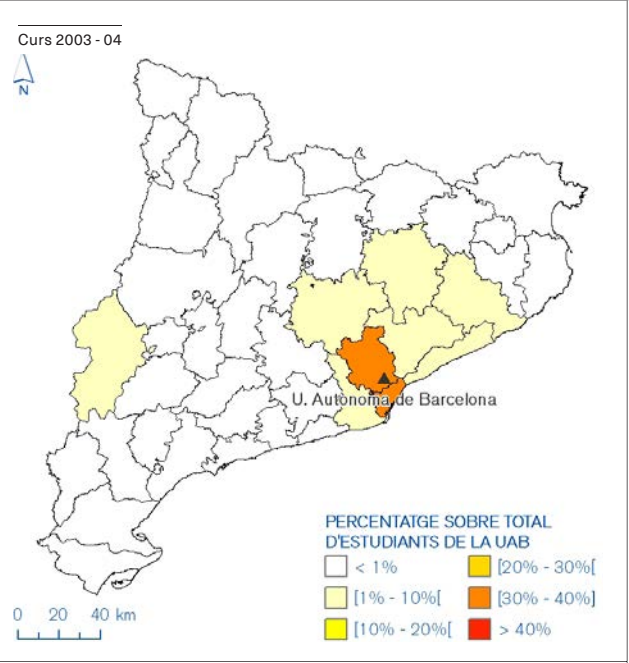 Curs 2003 - 04
N
U. Autònoma de Barcelona
PERCENTATGE SOBRE TOTAL
D'ESTUDIANTS DE LA UAB
< 1%
[20% - 30%[
[1% - 10%[
[30% - 40%]
[10% - 20%[
> 40%
0 20 40 km